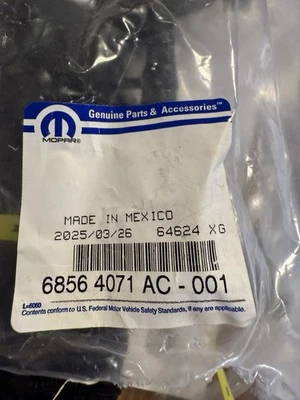 Genuine Parts & Accessories™
MOPAR®
MADE IN MEXICO
2025/03/26 64624 XG
6856 4071 AC - 001
L#6060
Contents conform to U.S. Federal Motor Vehicle Safety Standards, if any are applicable.